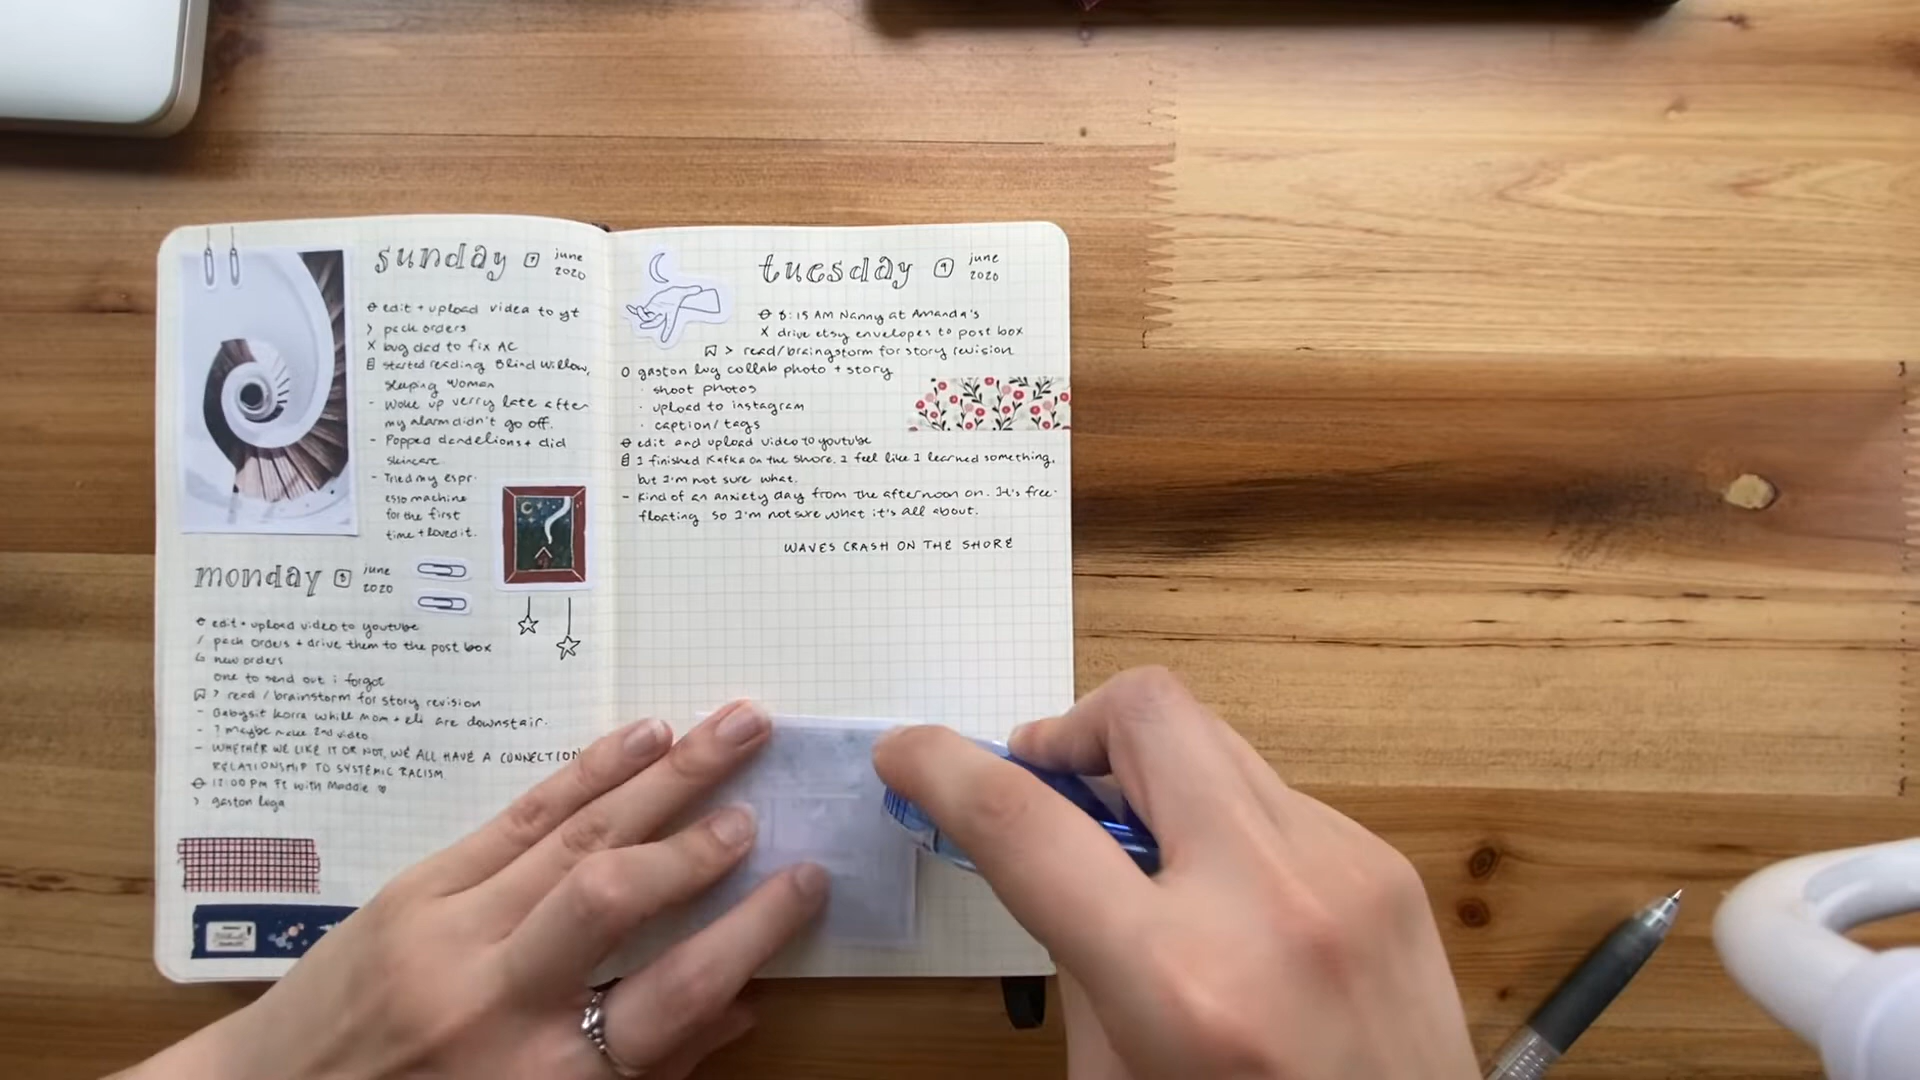 sunday 7 june
2020
⊖ edit + upload video to yt
> pack orders
x bug dad to fix AC
started reading Blind Willow,
Sleeping Woman
- Woke up verry late after
my alarm didn't go off.
- Popped dandelions + did
skincare.
- Tried my espr-
esso machine
for the first
time + loved it.
monday 8 june
2020
edit + upload video to youtube
/ pack orders + drive them to the post box
new orders
one to send out i forgot
> read / brainstorm for story revision
- Babysit Korra while mom + eli are downstair.
- ? maybe make 2nd video
- WHETHER WE LIKE IT OR NOT, WE ALL HAVE A CONNECTION
RELATIONSHIP TO SYSTEMIC RACISM
⊖ 12:00 PM Ft with Maddie ♥
> gaston
tuesday 9 june
2020
⊖ 8:15 AM Nanny at Amanda's
x drive etsy envelopes to post box
> read/brainstorm for story revision
O gaston collab photo + story
· shoot photos
· upload to instagram
· caption/tags
⊖ edit and upload video to youtube
I finished Kafka on the Shore. I feel like I learned something,
but I'm not sure what.
- Kind of an anxiety day from the afternoon on. It's free-
floating so I'm not sure what it's all about.
WAVES CRASH ON THE SHORE